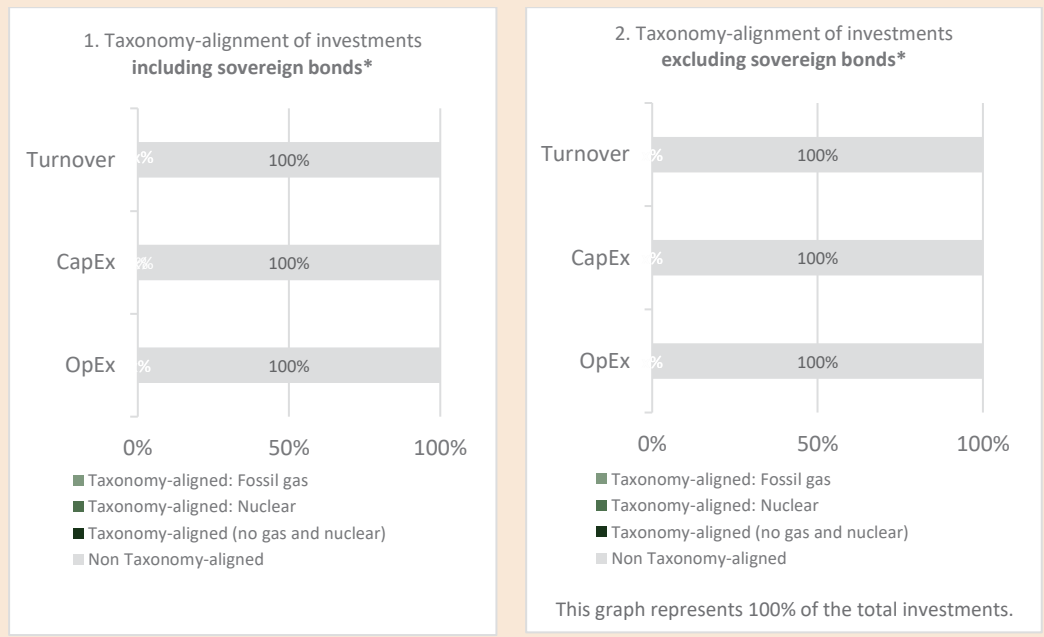 1. Taxonomy-alignment of investments
including sovereign bonds*
Turnover
100%
CapEx
100%
OpEx
100%
0% 50% 100%
Taxonomy-aligned: Fossil gas
Taxonomy-aligned: Nuclear
Taxonomy-aligned (no gas and nuclear)
Non Taxonomy-aligned
2. Taxonomy-alignment of investments
excluding sovereign bonds*
Turnover
100%
CapEx
100%
OpEx
100%
0% 50% 100%
Taxonomy-aligned: Fossil gas
Taxonomy-aligned: Nuclear
Taxonomy-aligned (no gas and nuclear)
Non Taxonomy-aligned
This graph represents 100% of the total investments.